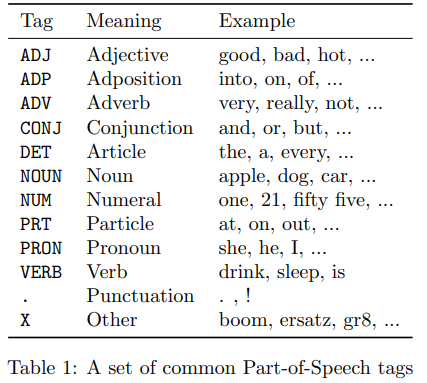 Tag Meaning Example
ADJ Adjective good, bad, hot, ...
ADP Adposition into, on, of, ...
ADV Adverb very, really, not, ...
CONJ Conjunction and, or, but, ...
DET Article the, a, every, ...
NOUN Noun apple, dog, car, ...
NUM Numeral one, 21, fifty five, ...
PRT Particle at, on, out, ...
PRON Pronoun she, he, I, ...
VERB Verb drink, sleep, is
. Punctuation . , !
X Other boom, ersatz, gr8, ...
Table 1: A set of common Part-of-Speech tags